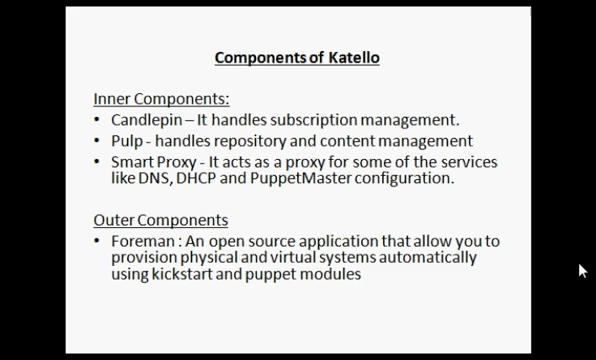 Components of Katello
Inner Components:
• Candlepin – It handles subscription management.
• Pulp - handles repository and content management
• Smart Proxy - It acts as a proxy for some of the services
like DNS, DHCP and PuppetMaster configuration.
Outer Components
• Foreman : An open source application that allow you to
provision physical and virtual systems automatically
using kickstart and puppet modules